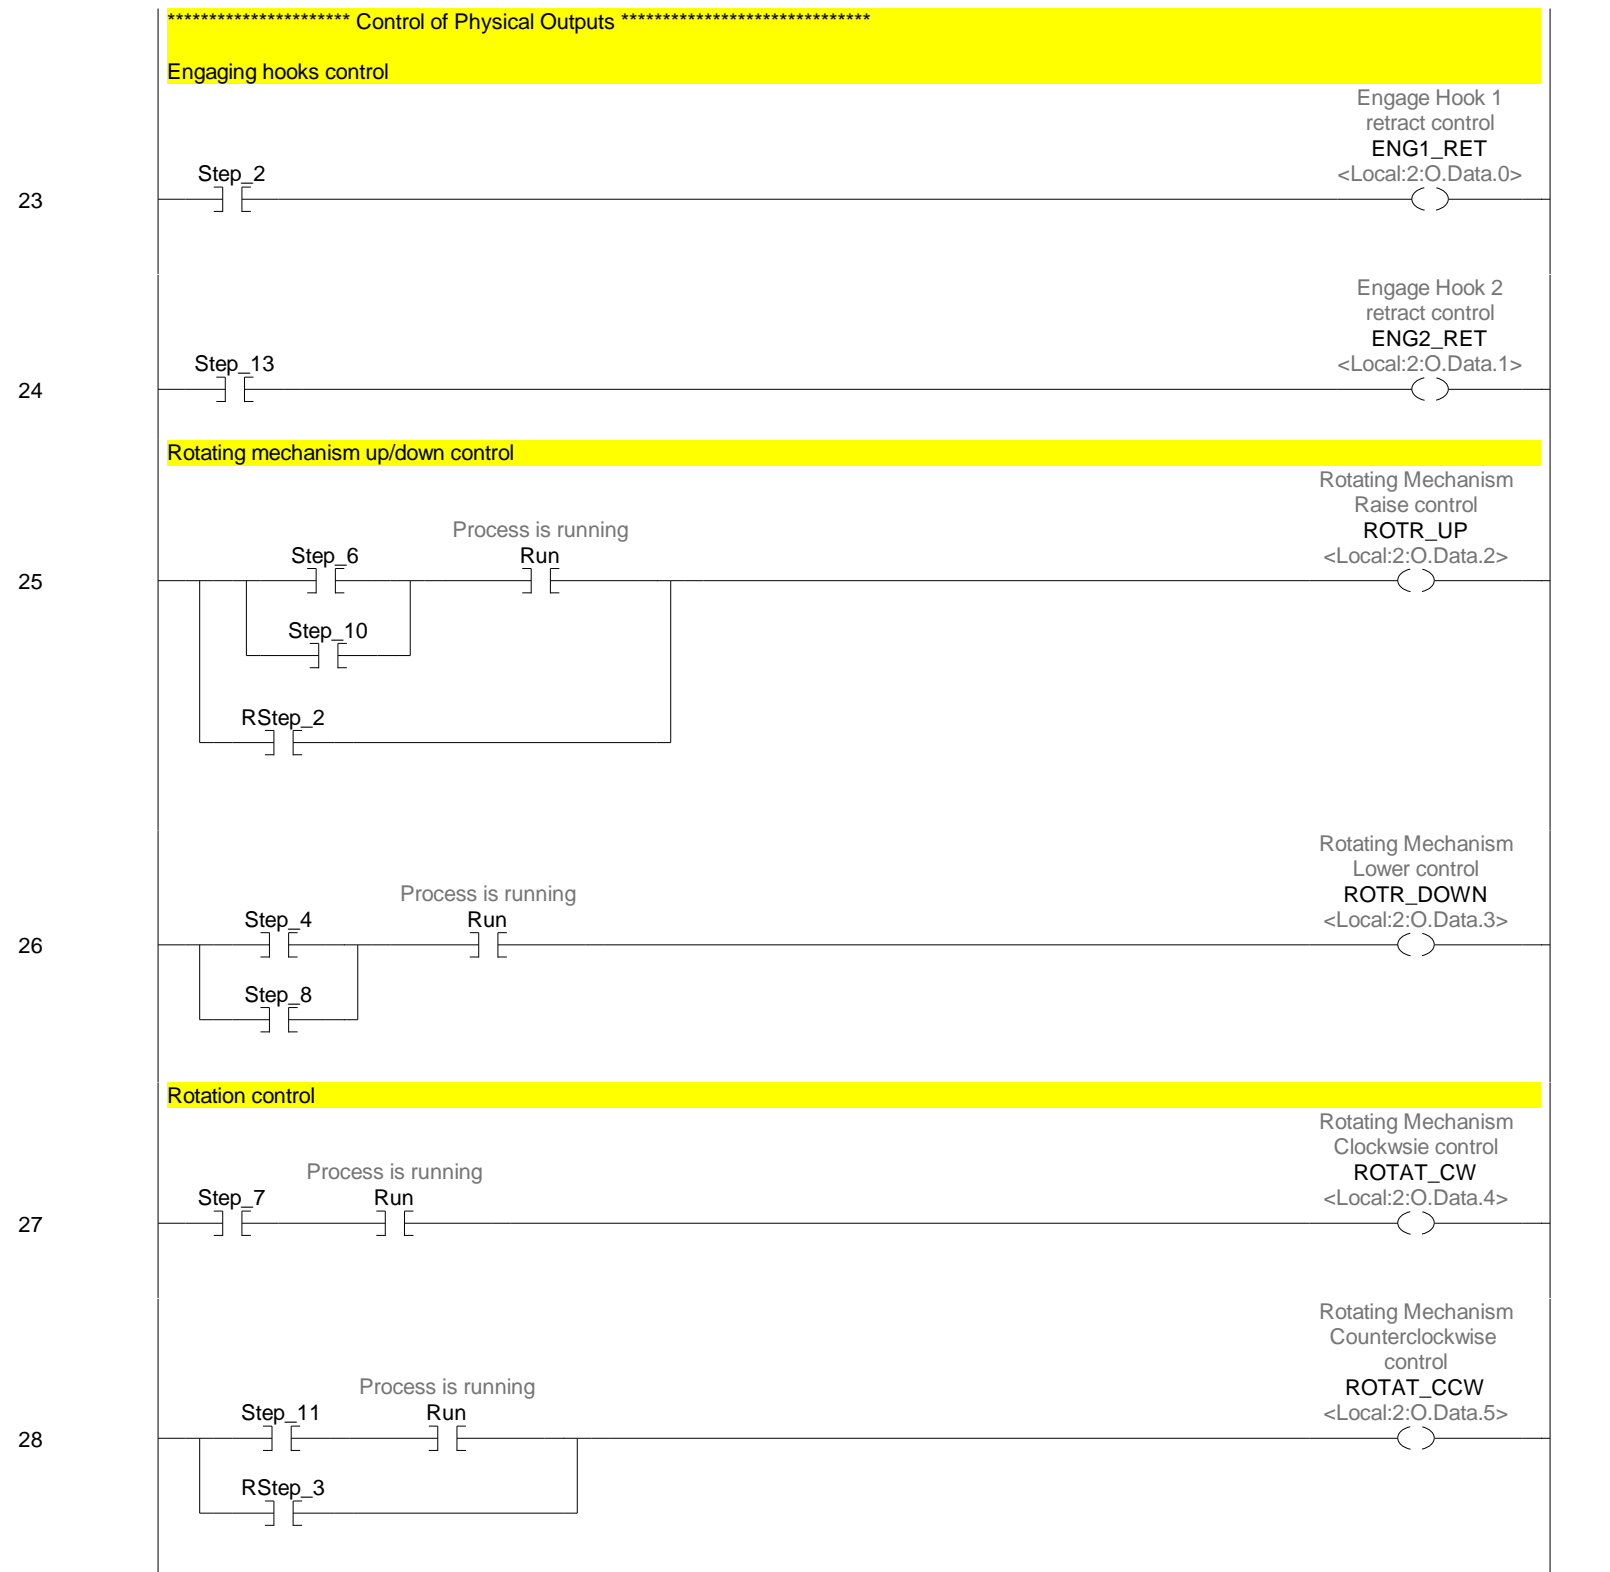 ********************** Control of Physical Outputs ******************************
Engaging hooks control
Engage Hook 1
retract control
ENG1_RET
<Local:2:O.Data.0>
Step_2
23
Engage Hook 2
retract control
ENG2_RET
<Local:2:O.Data.1>
Step_13
24
Rotating mechanism up/down control
Rotating Mechanism
Raise control
ROTR_UP
<Local:2:O.Data.2>
Process is running
Step_6
Run
25
Step_10
RStep_2
Rotating Mechanism
Lower control
ROTR_DOWN
<Local:2:O.Data.3>
Process is running
Step_4
Run
26
Step_8
Rotation control
Rotating Mechanism
Clockwsie control
ROTAT_CW
<Local:2:O.Data.4>
Process is running
Step_7
Run
27
Rotating Mechanism
Counterclockwise
control
ROTAT_CCW
<Local:2:O.Data.5>
Process is running
Step_11
Run
28
RStep_3